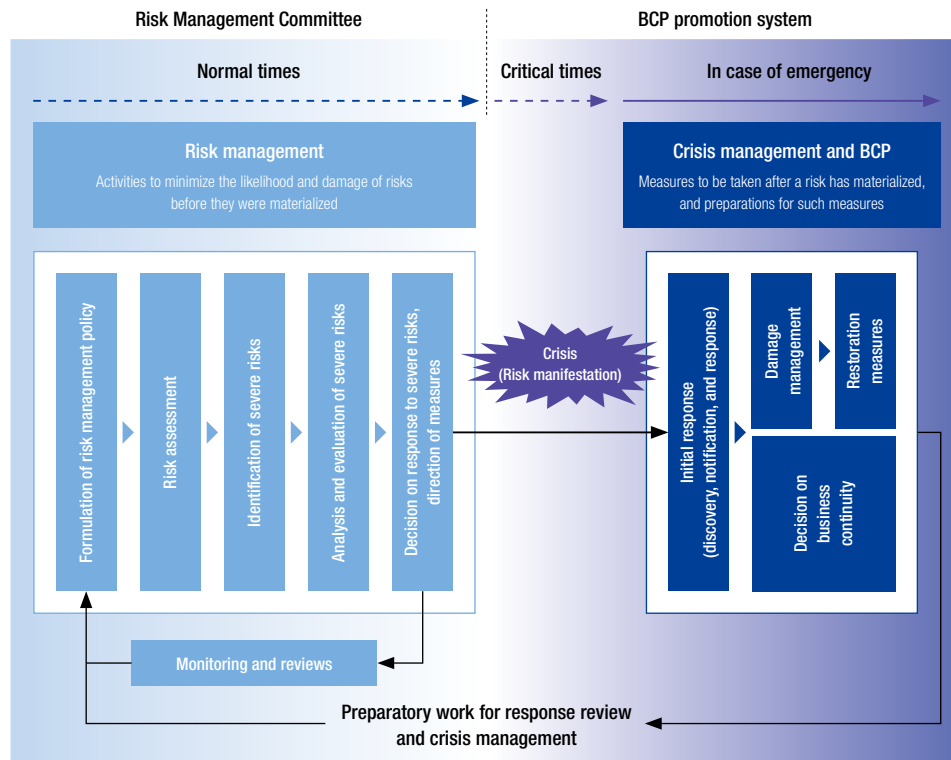 Risk Management Committee
BCP promotion system
Normal times
Critical times
In case of emergency
Risk management
Activities to minimize the likelihood and damage of risks
before they were materialized
Crisis management and BCP
Measures to be taken after a risk has materialized,
and preparations for such measures
Formulation of risk management policy
Risk assessment
Identification of severe risks
Analysis and evaluation of severe risks
Decision on response to severe risks,
direction of measures
Crisis
(Risk manifestation)
Initial response
(discovery, notification, and response)
Damage
management
Restoration
measures
Decision on
business
continuity
Monitoring and reviews
Preparatory work for response review
and crisis management